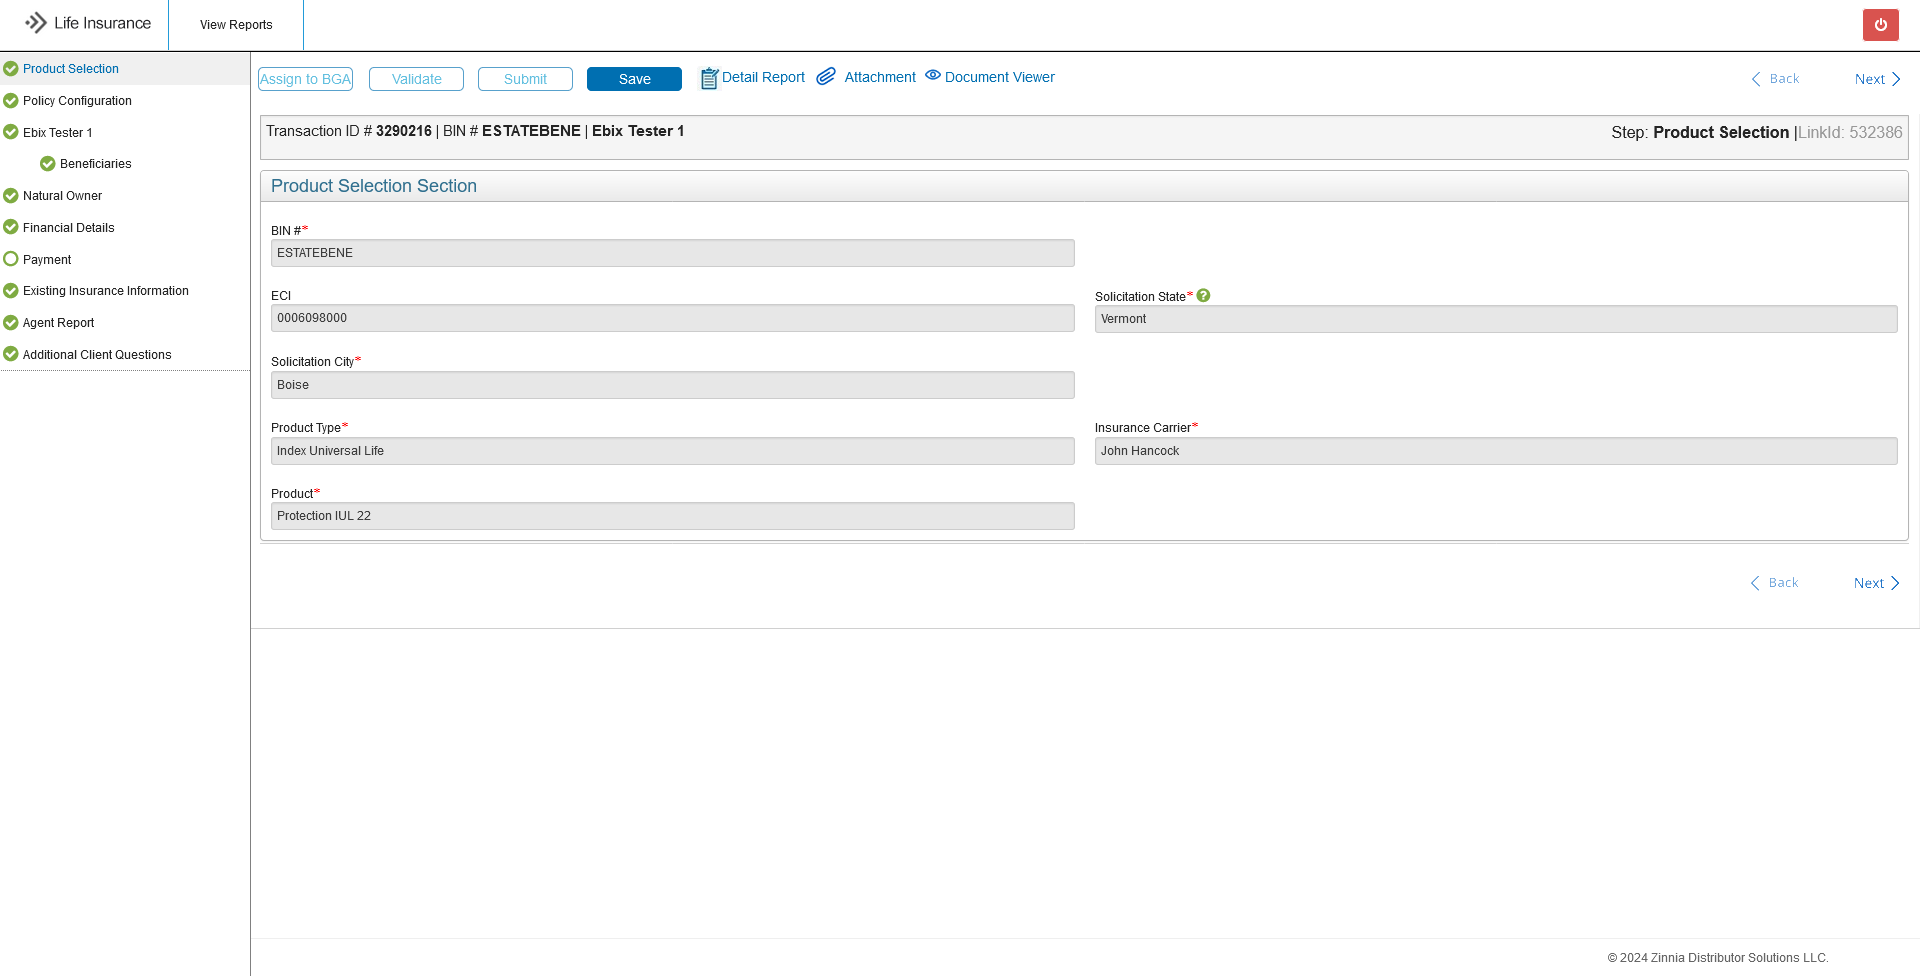 Life Insurance
View Reports
Product Selection
Policy Configuration
Ebix Tester 1
Beneficiaries
Natural Owner
Financial Details
Payment
Existing Insurance Information
Agent Report
Additional Client Questions
Assign to BGA
Validate
Submit
Save
Detail Report
Attachment
Document Viewer
Back
Next
Transaction ID # 3290216 | BIN # ESTATEBENE | Ebix Tester 1
Step: Product Selection |LinkId: 532386
Product Selection Section
BIN #*
ESTATEBENE
ECI
0006098000
Solicitation State* ?
Vermont
Solicitation City*
Boise
Product Type*
Index Universal Life
Insurance Carrier*
John Hancock
Product*
Protection IUL 22
Back
Next
© 2024 Zinnia Distributor Solutions LLC.